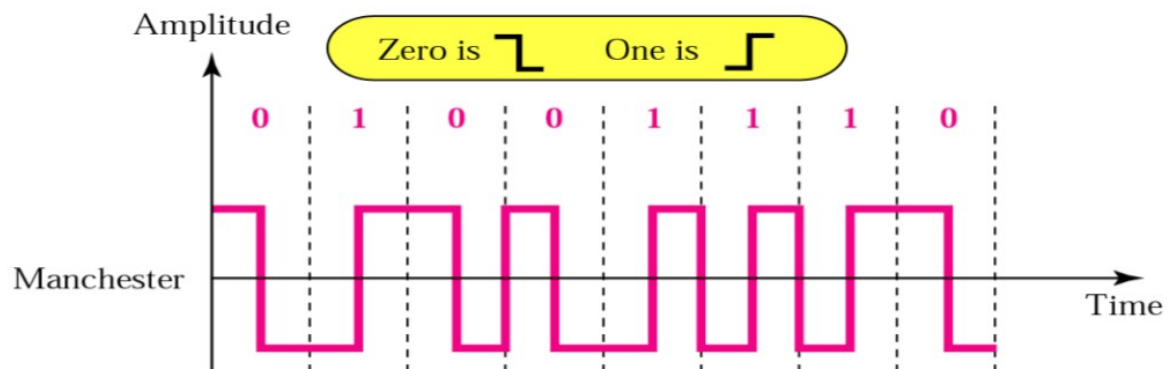 Amplitude
Zero is One is
0 1 0 0 1 1 1 0
Manchester
Time